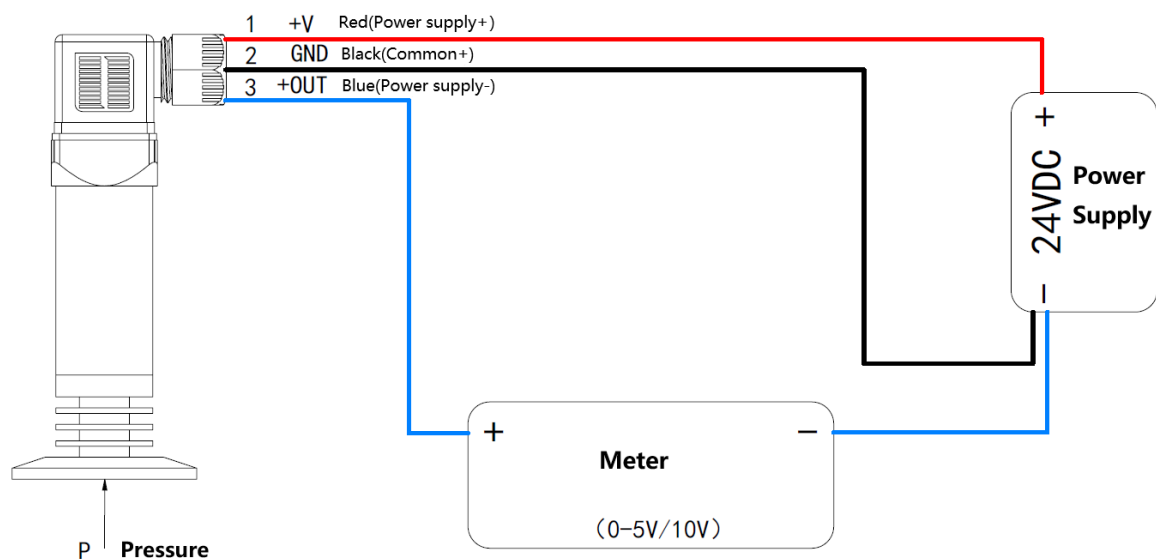 1 +V Red(Power supply+)
2 GND Black(Common+)
3 +OUT Blue(Power supply-)
+
24VDC
−
Power
Supply
+ −
Meter
(0-5V/10V)
P Pressure